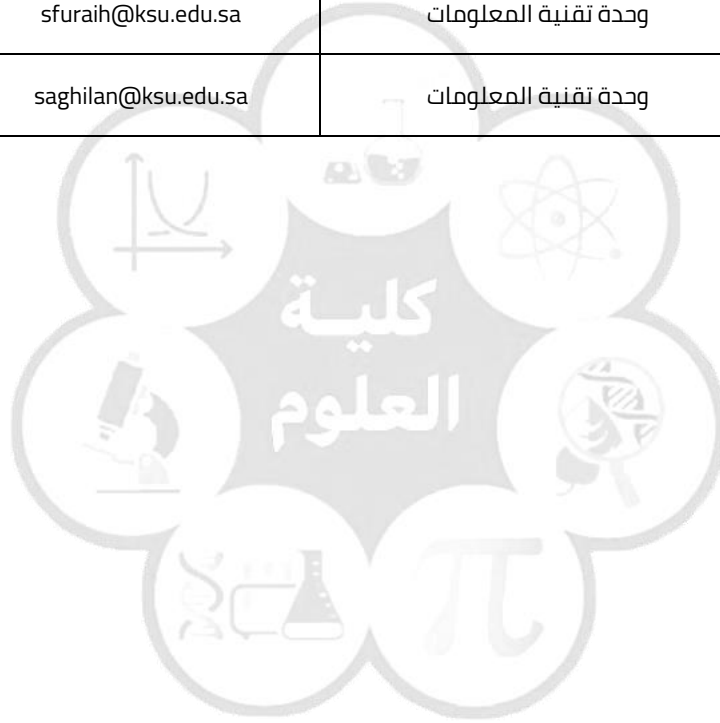 وحدة تقنية المعلومات sfuraih@ksu.edu.sa
وحدة تقنية المعلومات saghilan@ksu.edu.sa
كليـة
العلوم
π